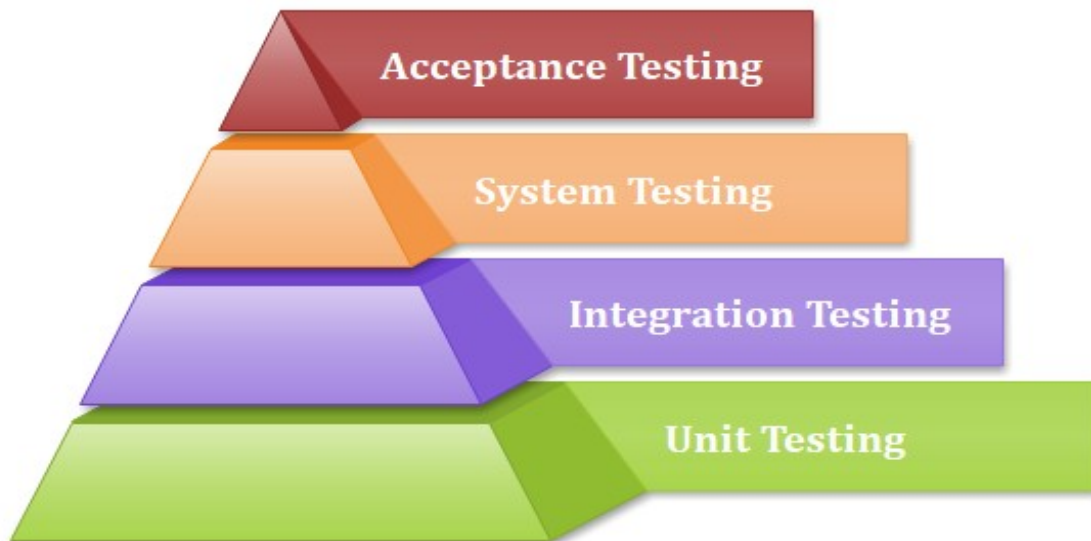 Acceptance Testing
System Testing
Integration Testing
Unit Testing